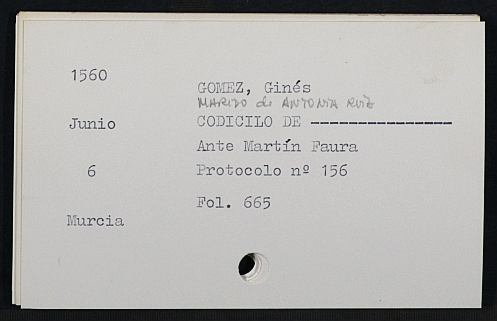 1560
GOMEZ, Ginés
MARIDO de ANTONIA RUIZ
Junio
CODICILO DE ---------------
Ante Martín Faura
6
Protocolo nº 156
Fol. 665
Murcia